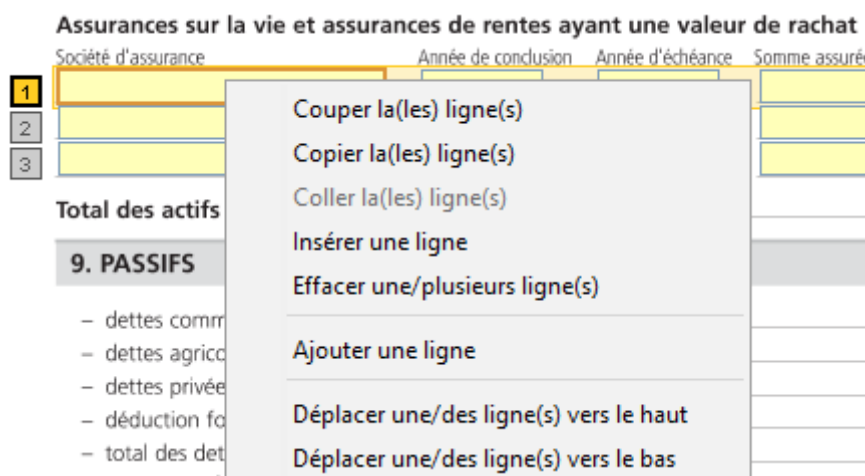 Assurances sur la vie et assurances de rentes ayant une valeur de rachat
Société d'assurance Année de conclusion Année d'échéance Somme assurée
1
2
3
Couper la(les) ligne(s)
Copier la(les) ligne(s)
Coller la(les) ligne(s)
Insérer une ligne
Effacer une/plusieurs ligne(s)
Ajouter une ligne
Déplacer une/des ligne(s) vers le haut
Déplacer une/des ligne(s) vers le bas
Total des actifs
9. PASSIFS
– dettes comm
– dettes agrico
– dettes privée
– déduction fo
– total des det